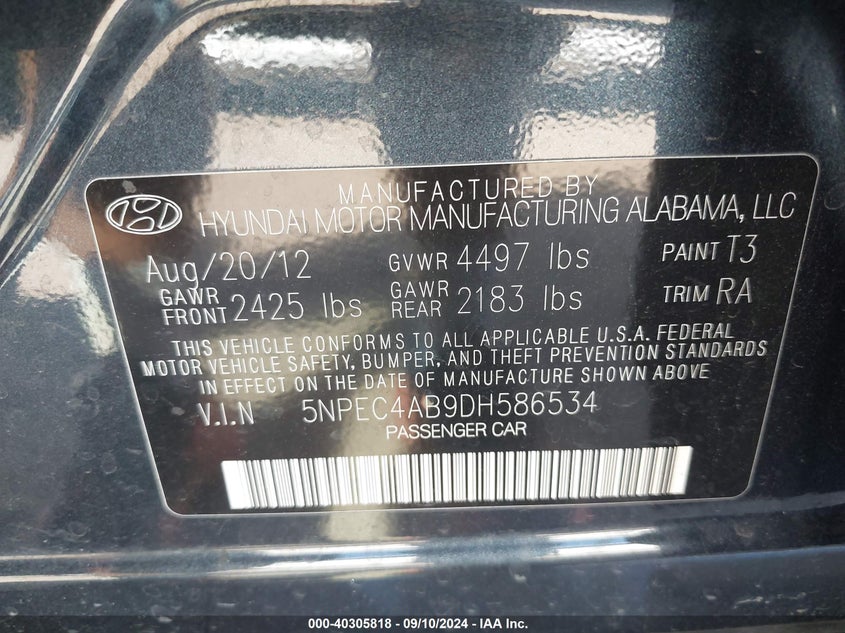 MANUFACTURED BY
HYUNDAI MOTOR MANUFACTURING ALABAMA, LLC
Aug/20/12 GVWR 4497 lbs PAINT T3
GAWR FRONT 2425 lbs GAWR REAR 2183 lbs TRIM RA
THIS VEHICLE CONFORMS TO ALL APPLICABLE U.S.A. FEDERAL
MOTOR VEHICLE SAFETY, BUMPER, AND THEFT PREVENTION STANDARDS
IN EFFECT ON THE DATE OF MANUFACTURE SHOWN ABOVE
V.I.N 5NPEC4AB9DH586534
PASSENGER CAR
000-40305818 - 09/10/2024 - IAA Inc.